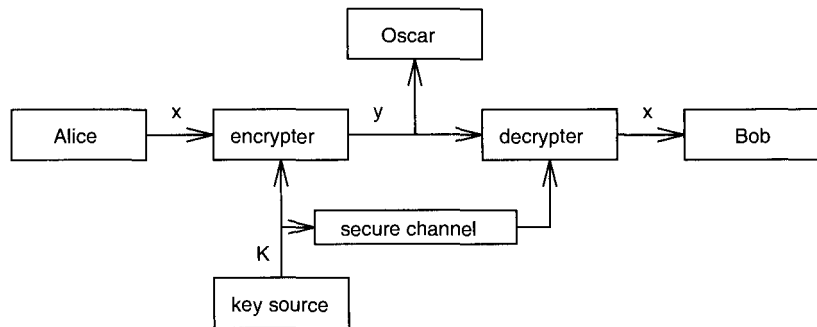 Oscar
x
y
x
Alice
encrypter
decrypter
Bob
secure channel
K
key source